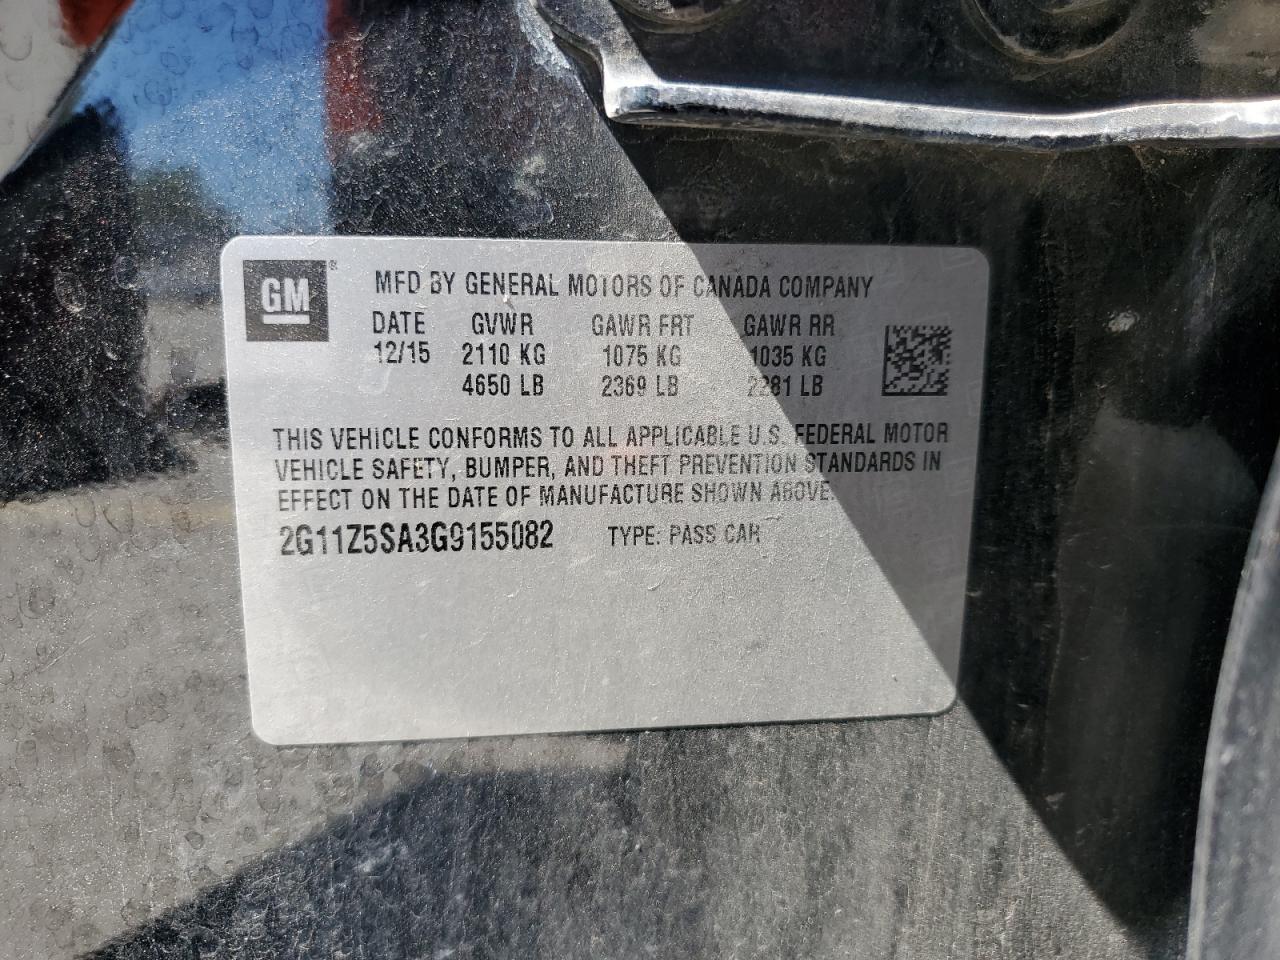 GM®
MFD BY GENERAL MOTORS OF CANADA COMPANY
DATE GVWR GAWR FRT GAWR RR
12/15 2110 KG 1075 KG 1035 KG
4650 LB 2369 LB 2281 LB
THIS VEHICLE CONFORMS TO ALL APPLICABLE U.S. FEDERAL MOTOR
VEHICLE SAFETY, BUMPER, AND THEFT PREVENTION STANDARDS IN
EFFECT ON THE DATE OF MANUFACTURE SHOWN ABOVE.
2G11Z5SA3G9155082 TYPE: PASS CAR